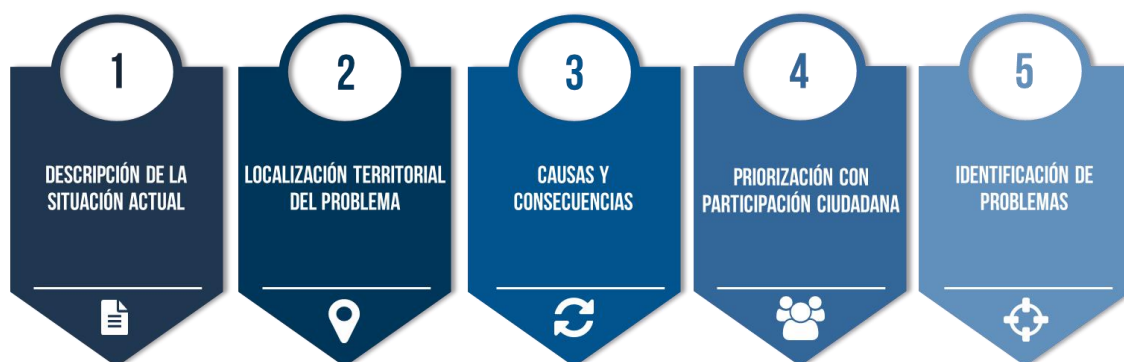 1
DESCRIPCIÓN DE LA
SITUACIÓN ACTUAL
2
LOCALIZACIÓN TERRITORIAL
DEL PROBLEMA
3
CAUSAS Y
CONSECUENCIAS
4
PRIORIZACIÓN CON
PARTICIPACIÓN CIUDADANA
5
IDENTIFICACIÓN DE
PROBLEMAS